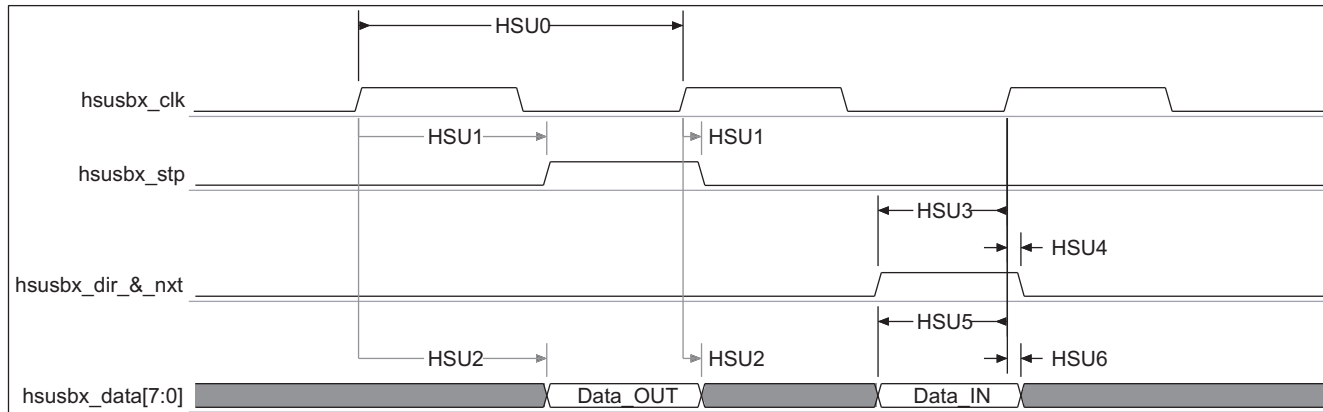 HSU0
hsusbx_clk
HSU1 HSU1
hsusbx_stp
HSU3
HSU4
hsusbx_dir_&_nxt
HSU5
HSU2 HSU2 HSU6
hsusbx_data[7:0] Data_OUT Data_IN